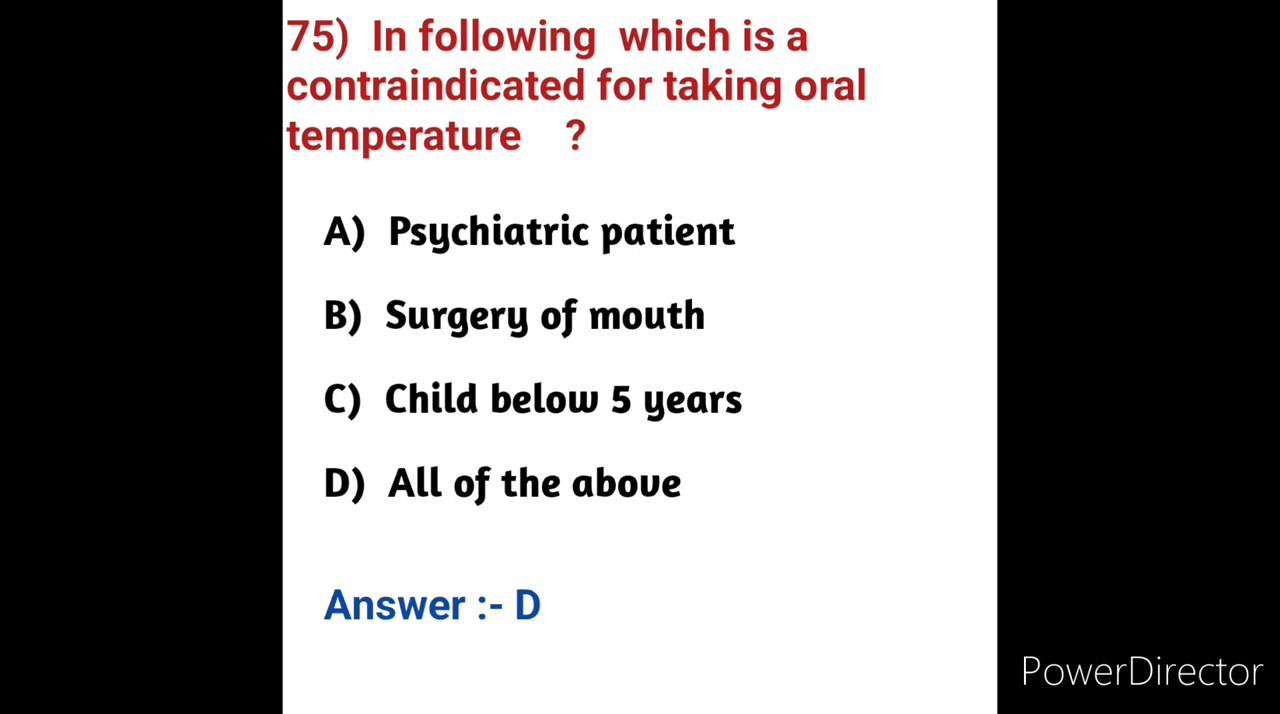 75) In following which is a
contraindicated for taking oral
temperature ?
A) Psychiatric patient
B) Surgery of mouth
C) Child below 5 years
D) All of the above
Answer :- D
PowerDirector